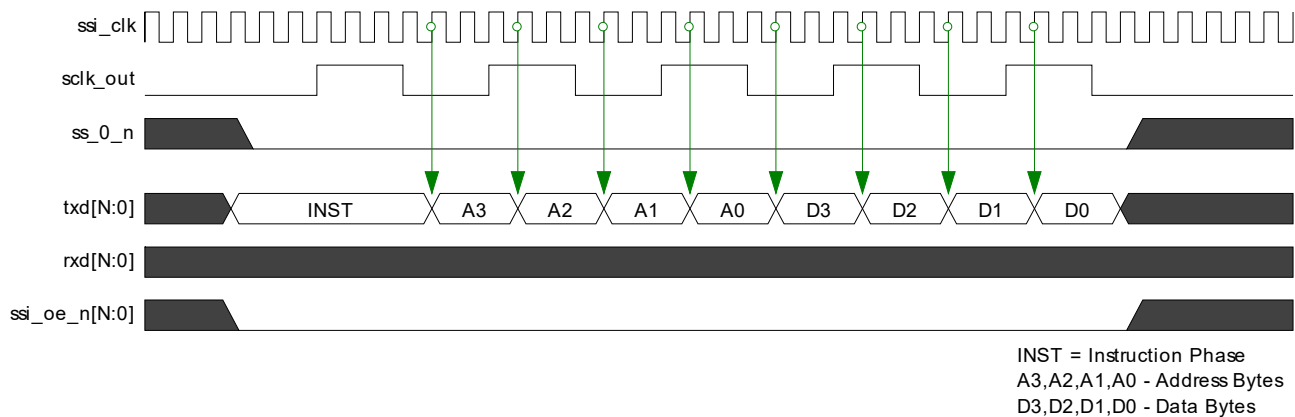 ssi_clk
sclk_out
ss_0_n
txd[N:0]
INST A3 A2 A1 A0 D3 D2 D1 D0
rxd[N:0]
ssi_oe_n[N:0]
INST = Instruction Phase
A3,A2,A1,A0 - Address Bytes
D3,D2,D1,D0 - Data Bytes